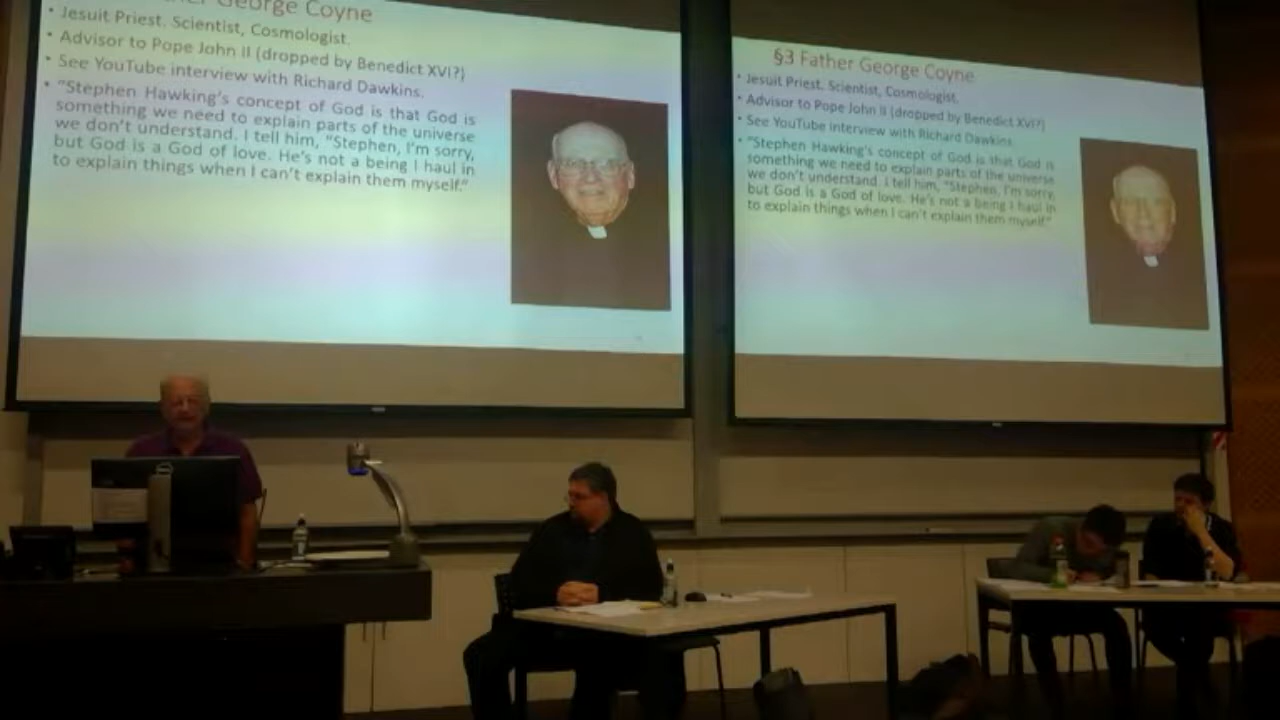 George Coyne
• Jesuit Priest. Scientist, Cosmologist.
• Advisor to Pope John II (dropped by Benedict XVI?)
• See YouTube interview with Richard Dawkins.
• "Stephen Hawking's concept of God is that God is
something we need to explain parts of the universe
we don't understand. I tell him, "Stephen, I'm sorry,
but God is a God of love. He's not a being I haul in
to explain things when I can't explain them myself."
§3 Father George Coyne
• Jesuit Priest. Scientist, Cosmologist.
• Advisor to Pope John II (dropped by Benedict XVI?)
• See YouTube interview with Richard Dawkins.
• "Stephen Hawking's concept of God is that God is
something we need to explain parts of the universe
we don't understand. I tell him, "Stephen, I'm sorry,
but God is a God of love. He's not a being I haul in
to explain things when I can't explain them myself."